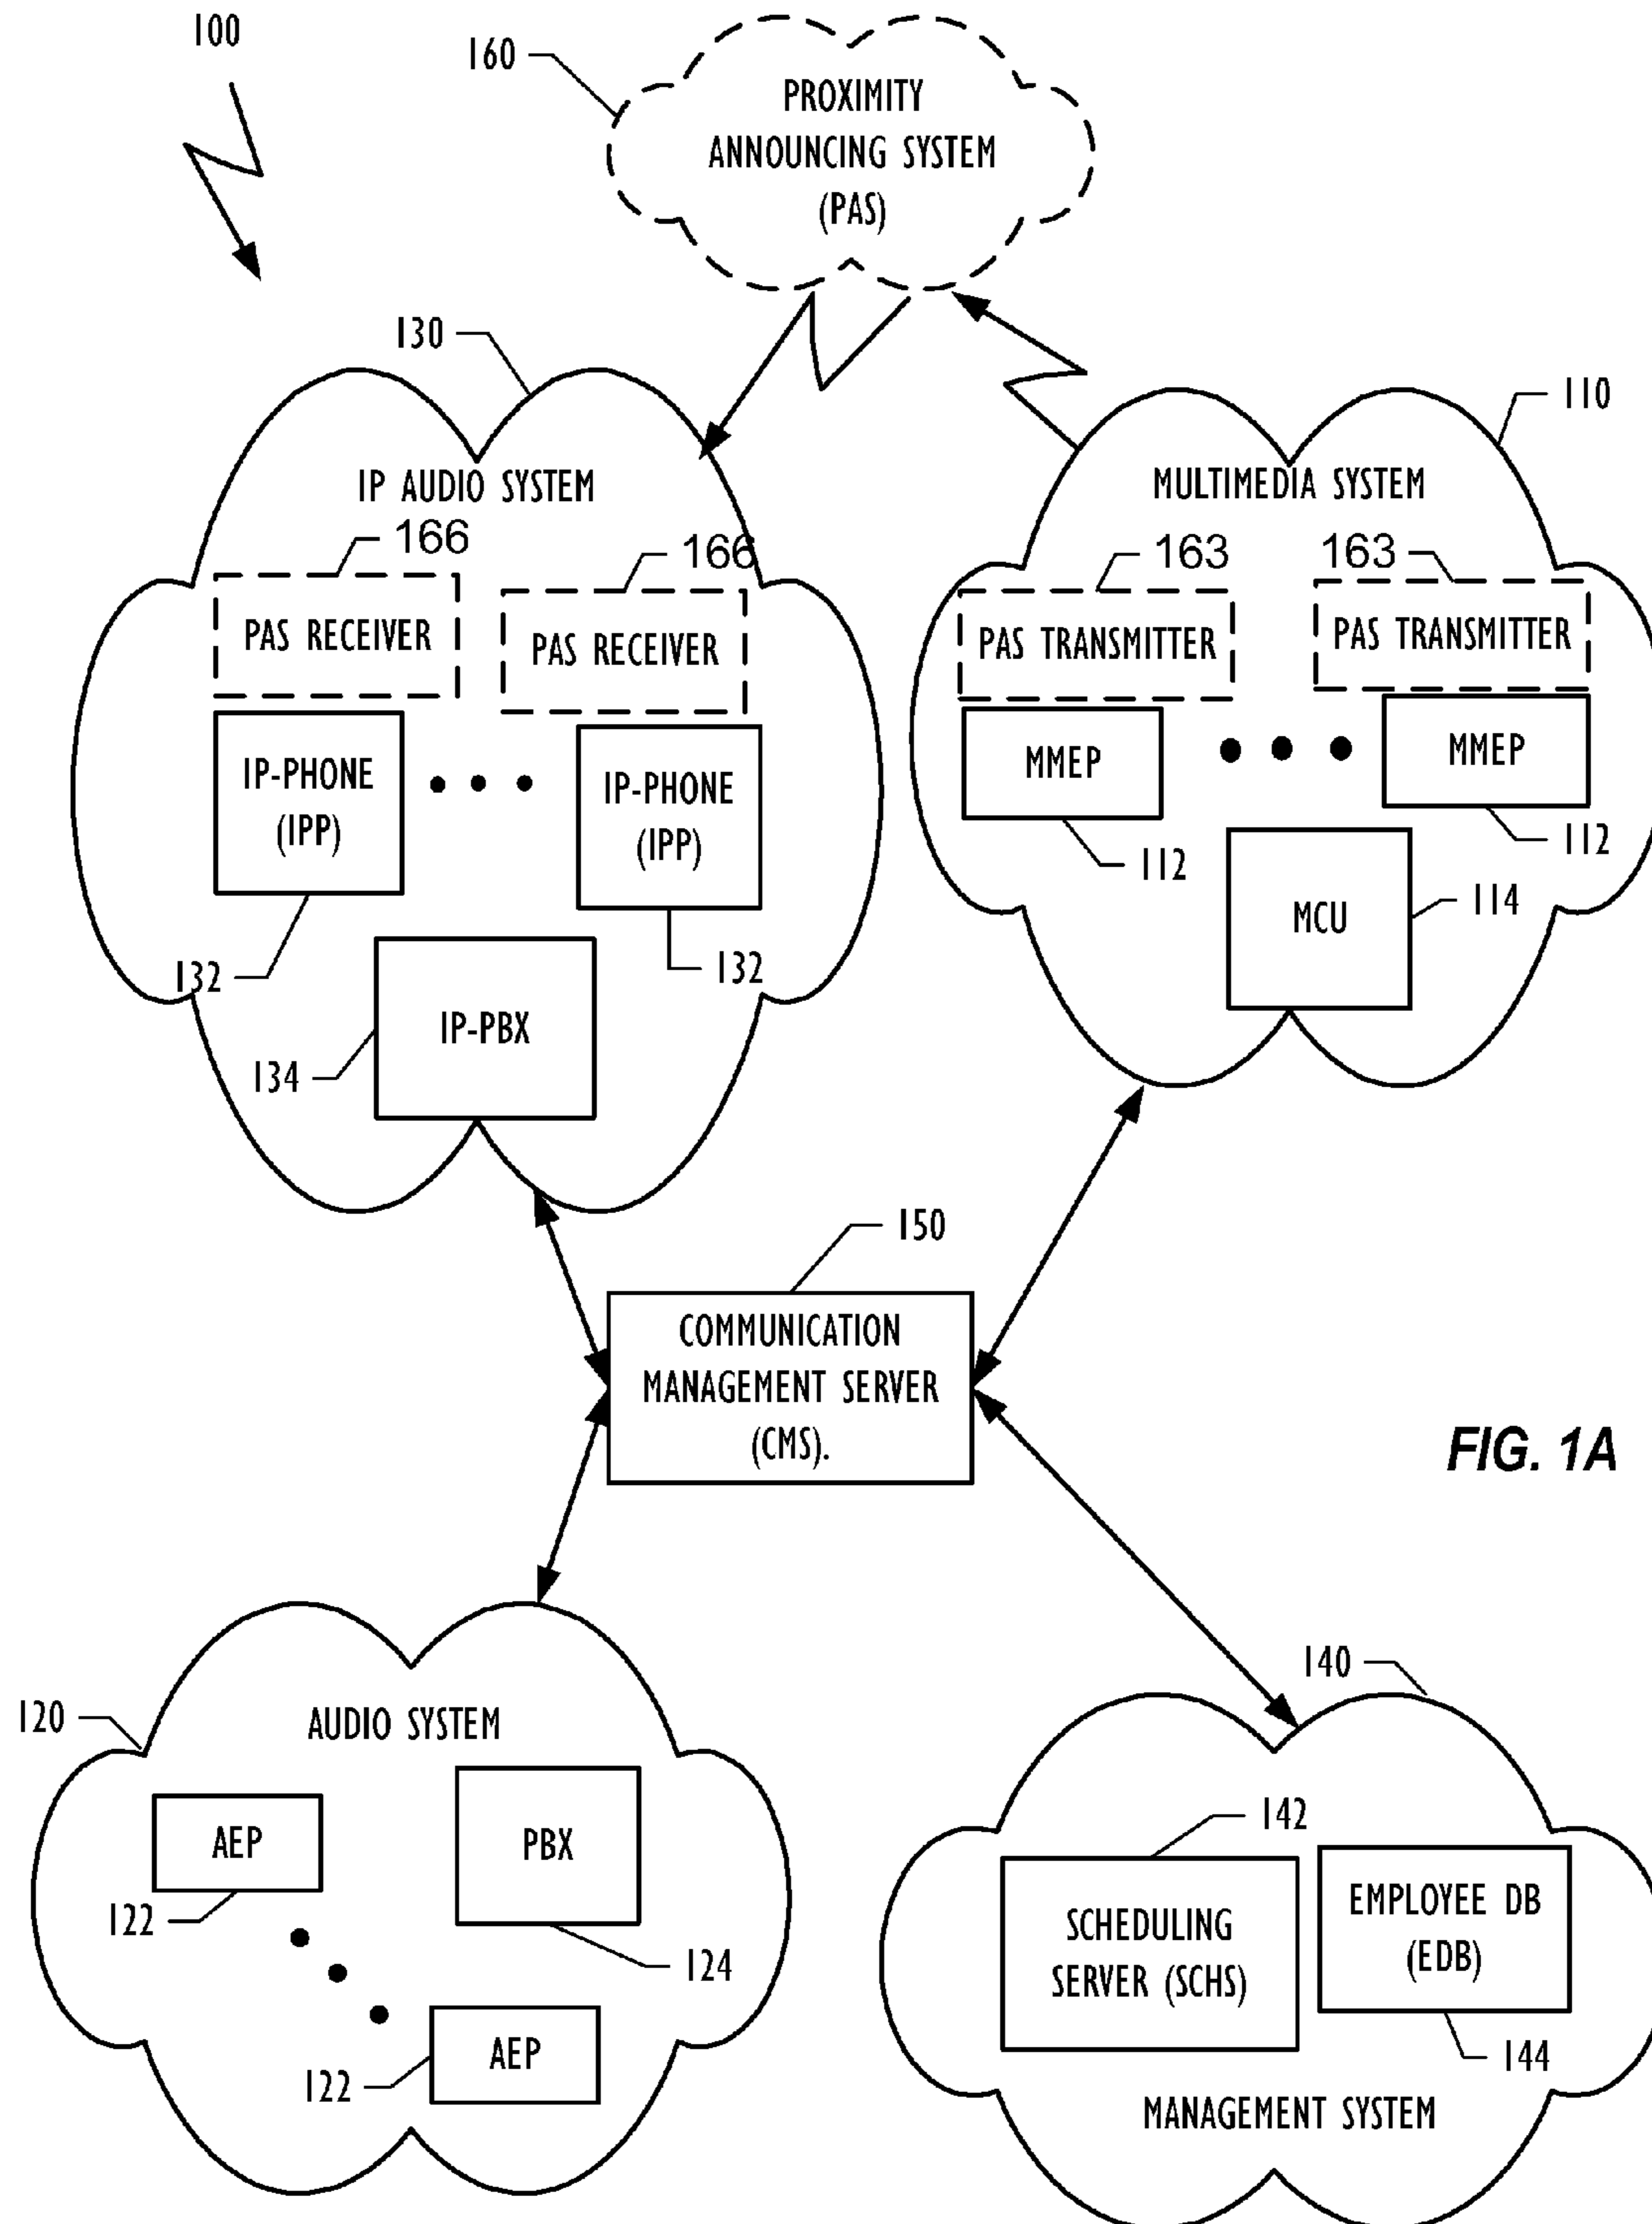 100
160
PROXIMITY
ANNOUNCING SYSTEM
(PAS)
130
110
IP AUDIO SYSTEM
MULTIMEDIA SYSTEM
166
166
163
163
PAS RECEIVER
PAS RECEIVER
PAS TRANSMITTER
PAS TRANSMITTER
IP-PHONE
(IPP)
IP-PHONE
(IPP)
MMEP
MMEP
112
112
MCU
114
132
132
IP-PBX
134
150
COMMUNICATION
MANAGEMENT SERVER
(CMS).
FIG. 1A
120
AUDIO SYSTEM
140
AEP
PBX
122
124
AEP
122
142
SCHEDULING
SERVER (SCHS)
EMPLOYEE DB
(EDB)
144
MANAGEMENT SYSTEM